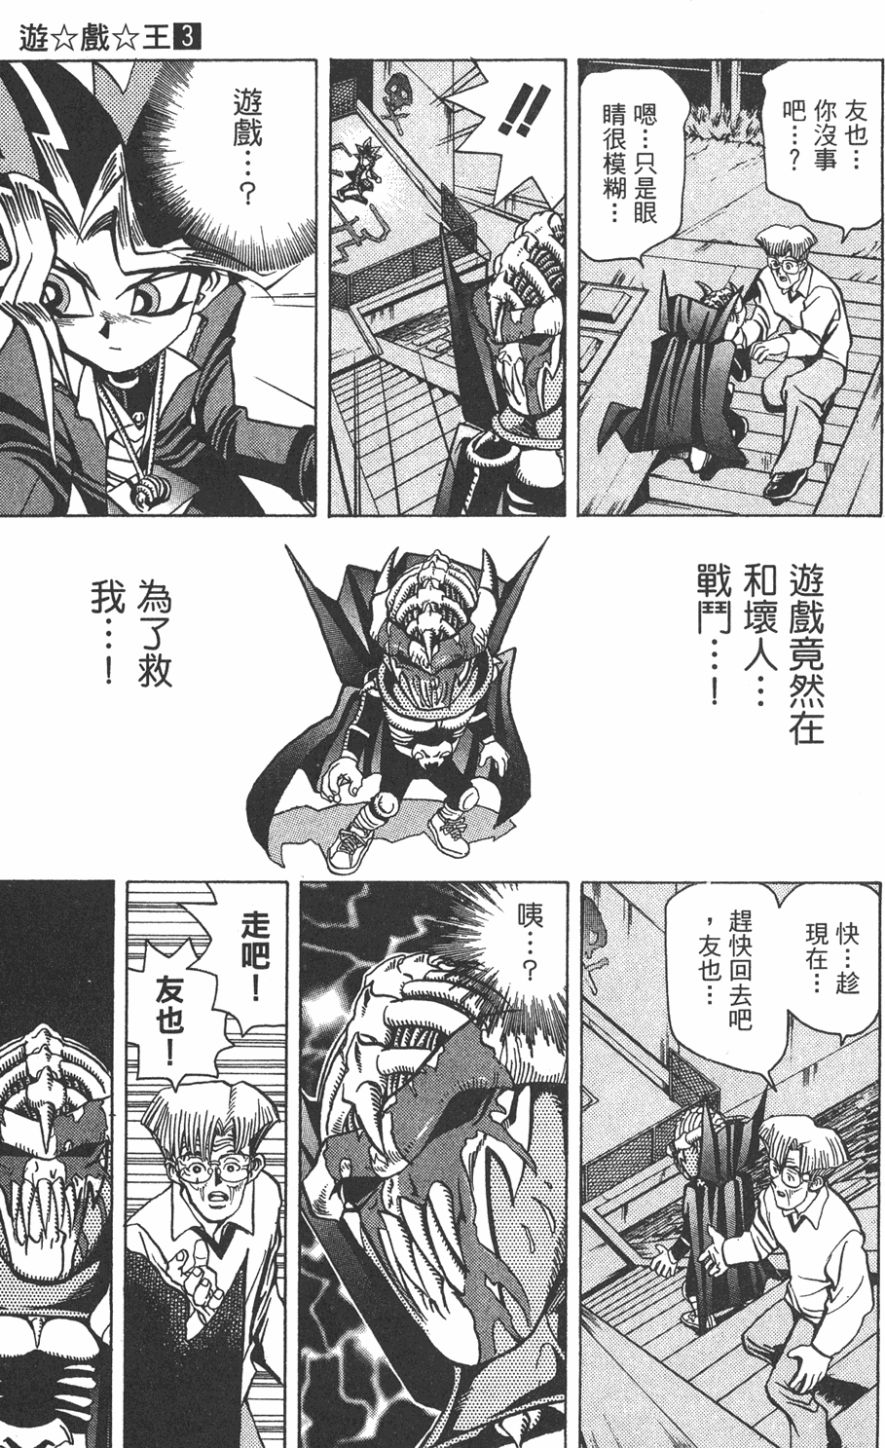 遊☆戲☆王3
友也…
你沒事
吧…?
嗯…只是眼
睛很模糊…
!!
遊戲…?
遊戲竟然在
和壞人…
戰鬥…!
為了救
我…!
快…趁
現在…
趕快回去吧
，友也…
咦…?
走吧！
友也！